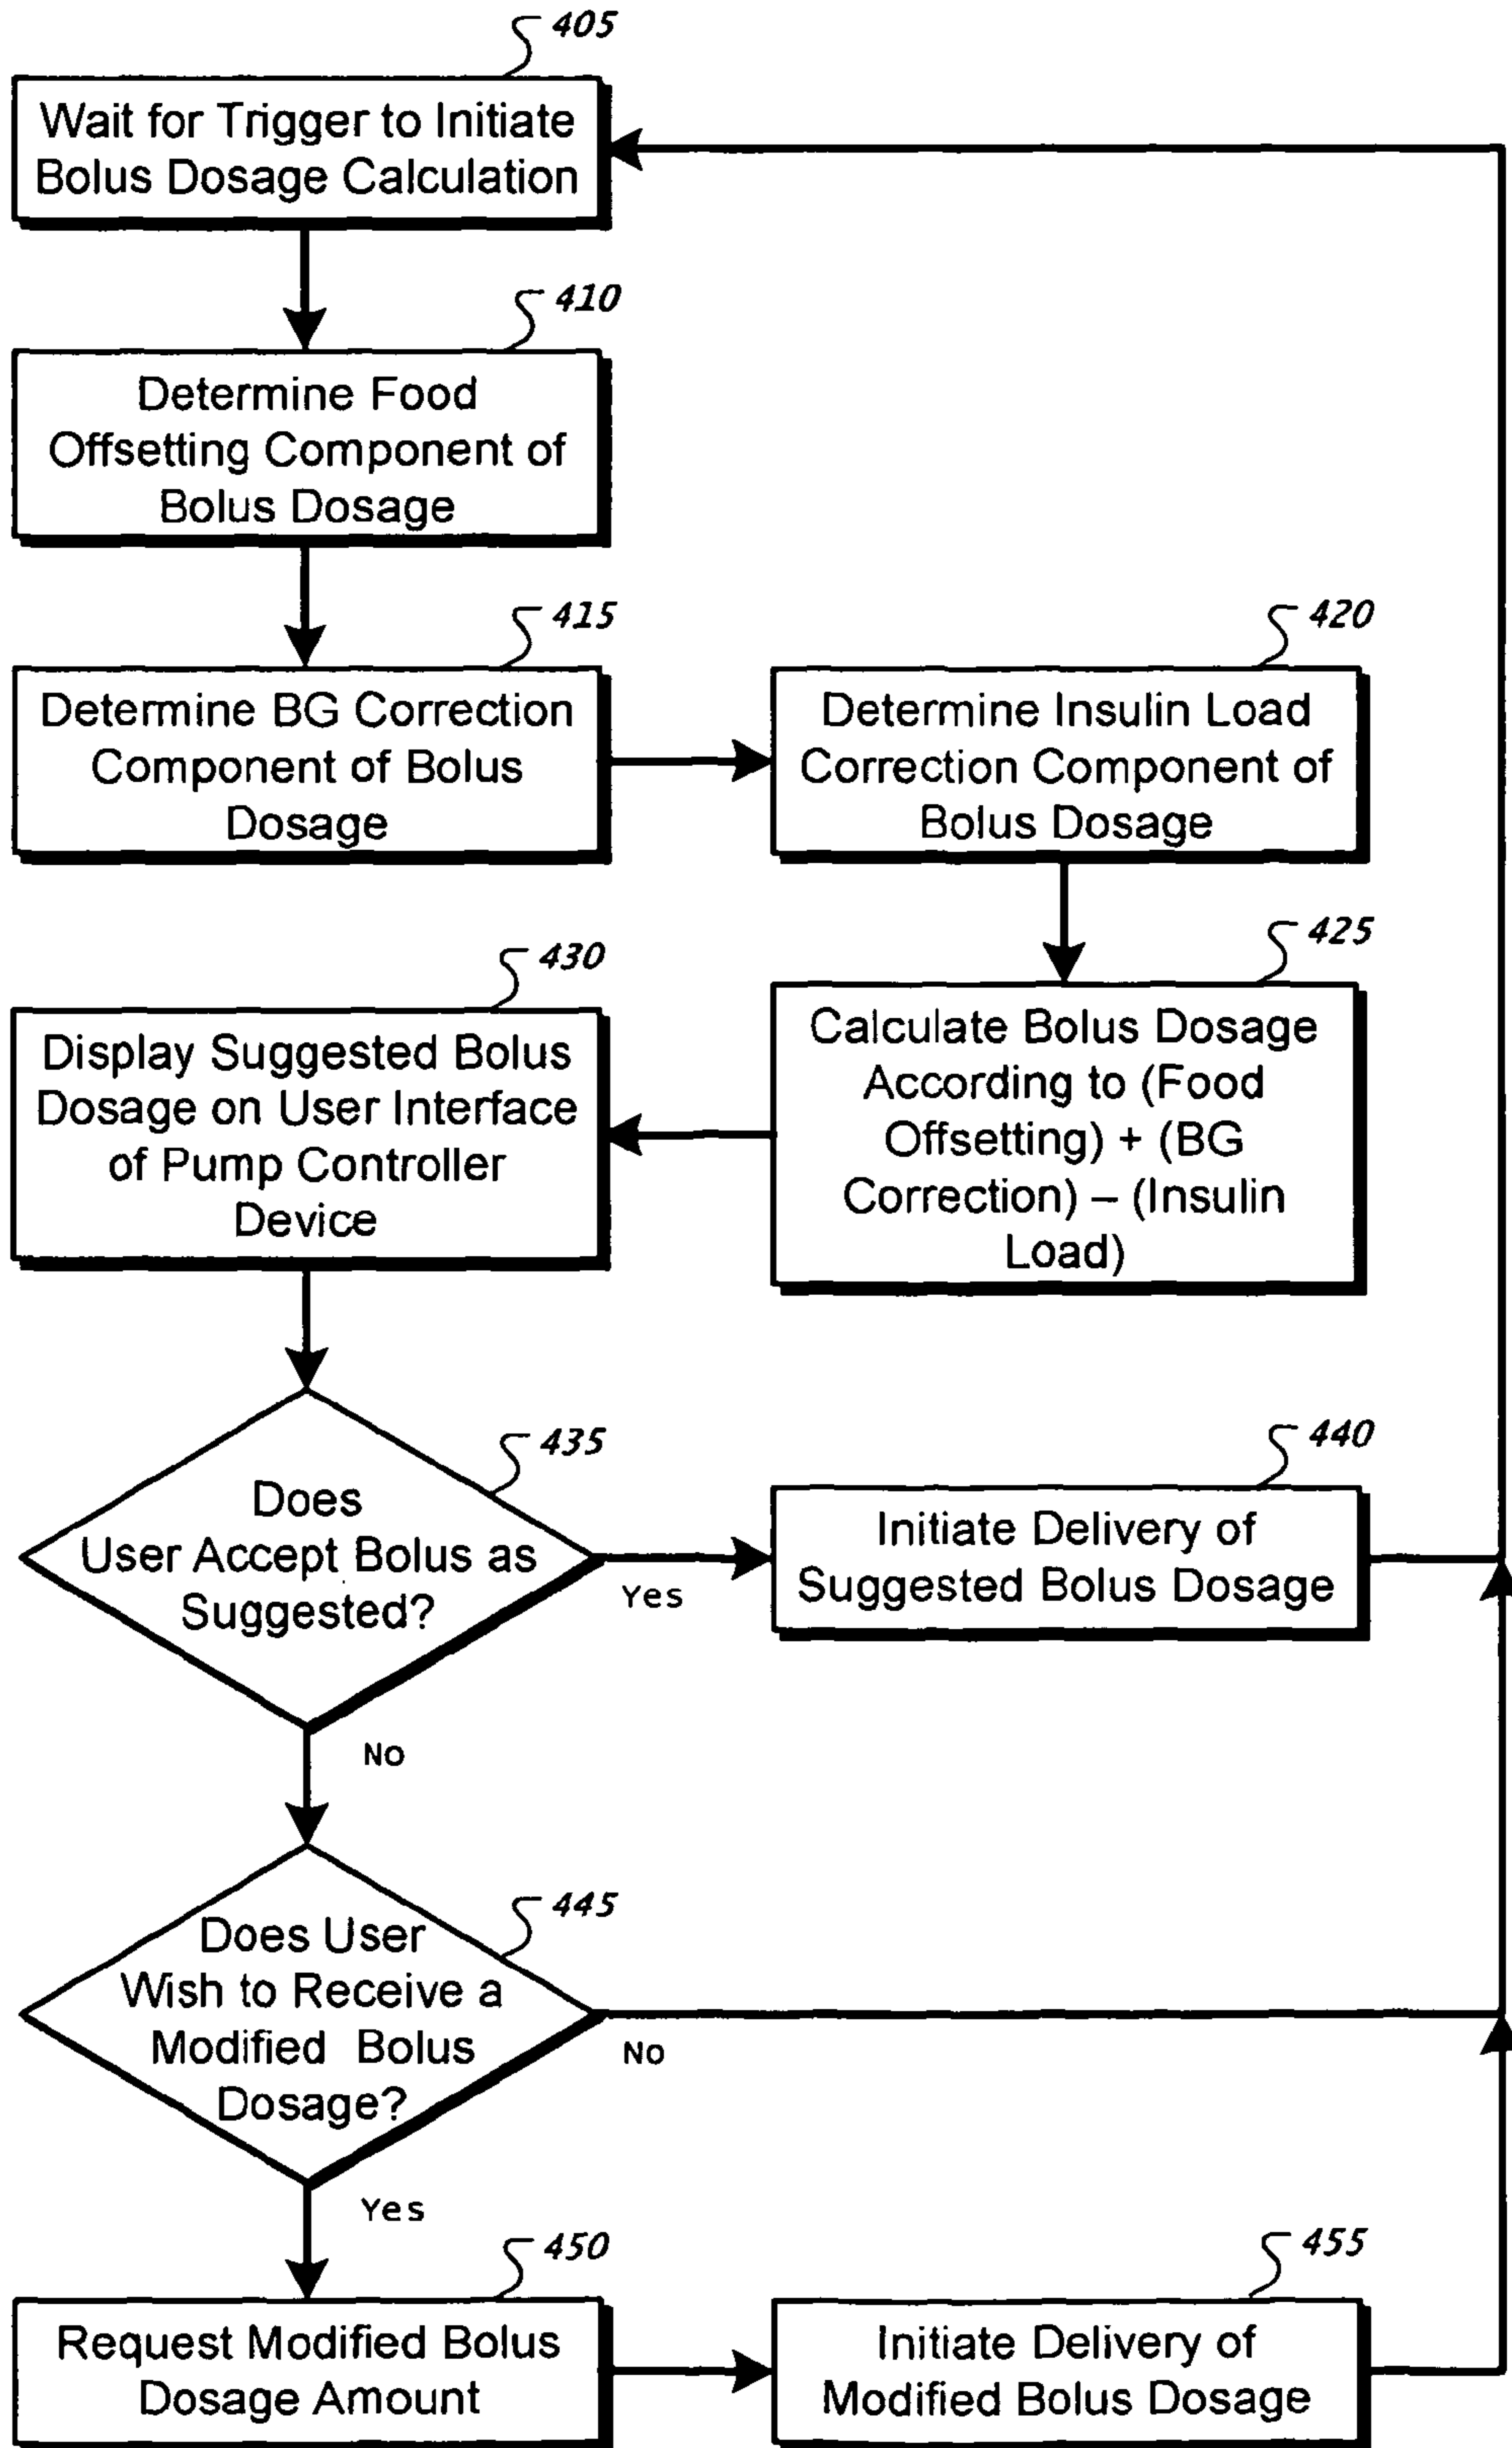 405
Wait for Trigger to Initiate
Bolus Dosage Calculation
410
Determine Food
Offsetting Component of
Bolus Dosage
415
Determine BG Correction
Component of Bolus
Dosage
420
Determine Insulin Load
Correction Component of
Bolus Dosage
425
Calculate Bolus Dosage
According to (Food
Offsetting) + (BG
Correction) – (Insulin
Load)
430
Display Suggested Bolus
Dosage on User Interface
of Pump Controller
Device
435
Does
User Accept Bolus as
Suggested?
Yes
440
Initiate Delivery of
Suggested Bolus Dosage
No
445
Does User
Wish to Receive a
Modified Bolus
Dosage?
No
Yes
450
Request Modified Bolus
Dosage Amount
455
Initiate Delivery of
Modified Bolus Dosage